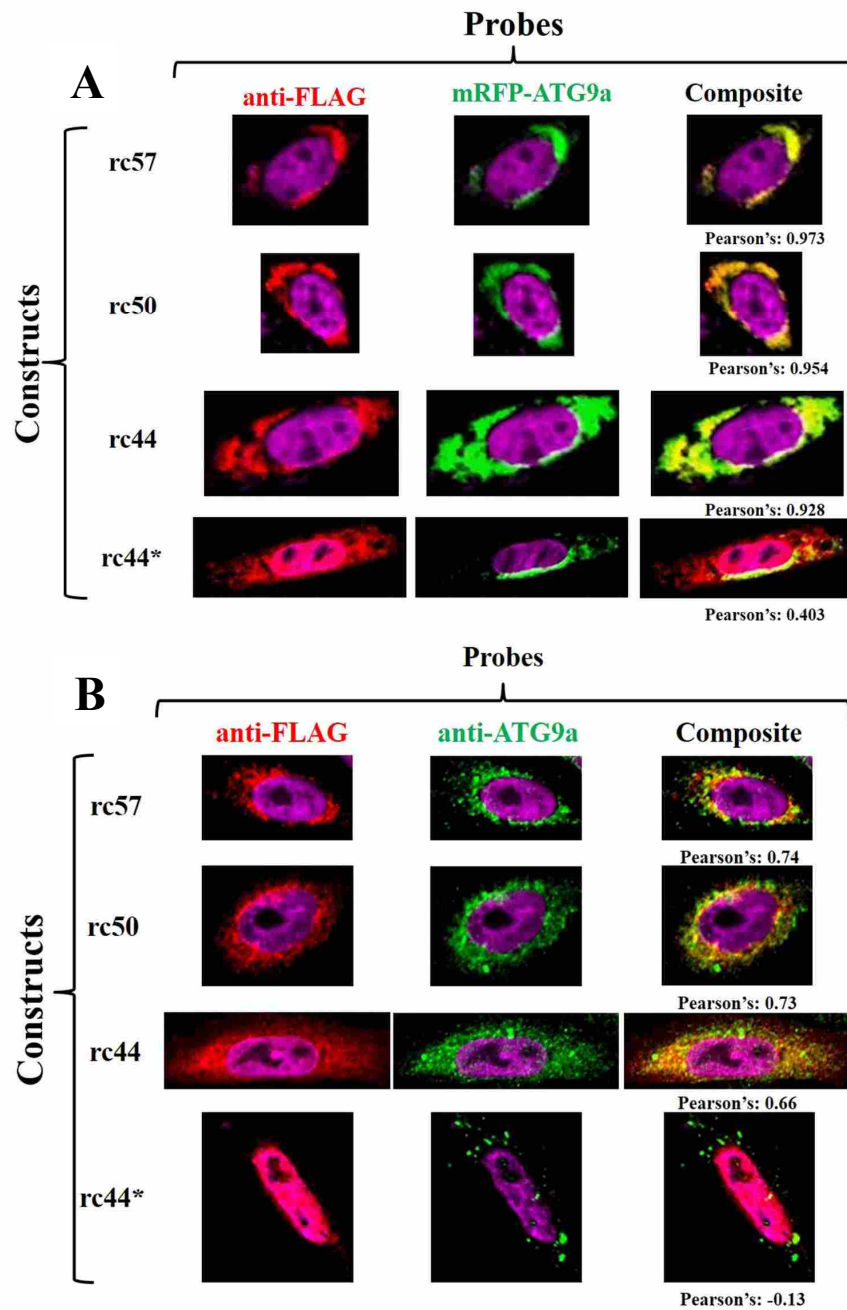 Probes
A
anti-FLAG mRFP-ATG9a Composite
Constructs
rc57
Pearson's: 0.973
rc50
Pearson's: 0.954
rc44
Pearson's: 0.928
rc44*
Pearson's: 0.403
Probes
B
anti-FLAG anti-ATG9a Composite
Constructs
rc57
Pearson's: 0.74
rc50
Pearson's: 0.73
rc44
Pearson's: 0.66
rc44*
Pearson's: -0.13